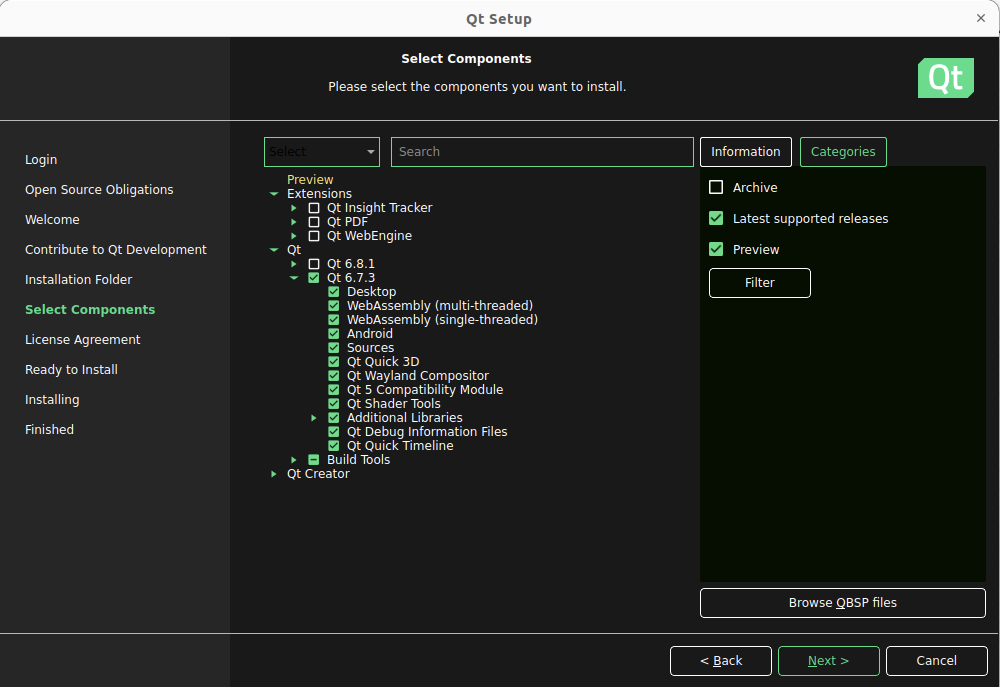 Qt Setup
Select Components
Please select the components you want to install.
Qt
Login
Open Source Obligations
Welcome
Contribute to Qt Development
Installation Folder
Select Components
License Agreement
Ready to Install
Installing
Finished
Select
Search
Preview
Extensions
Qt Insight Tracker
Qt PDF
Qt WebEngine
Qt
Qt 6.8.1
Qt 6.7.3
Desktop
WebAssembly (multi-threaded)
WebAssembly (single-threaded)
Android
Sources
Qt Quick 3D
Qt Wayland Compositor
Qt 5 Compatibility Module
Qt Shader Tools
Additional Libraries
Qt Debug Information Files
Qt Quick Timeline
Build Tools
Qt Creator
Information
Categories
Archive
Latest supported releases
Preview
Filter
Browse QBSP files
< Back
Next >
Cancel